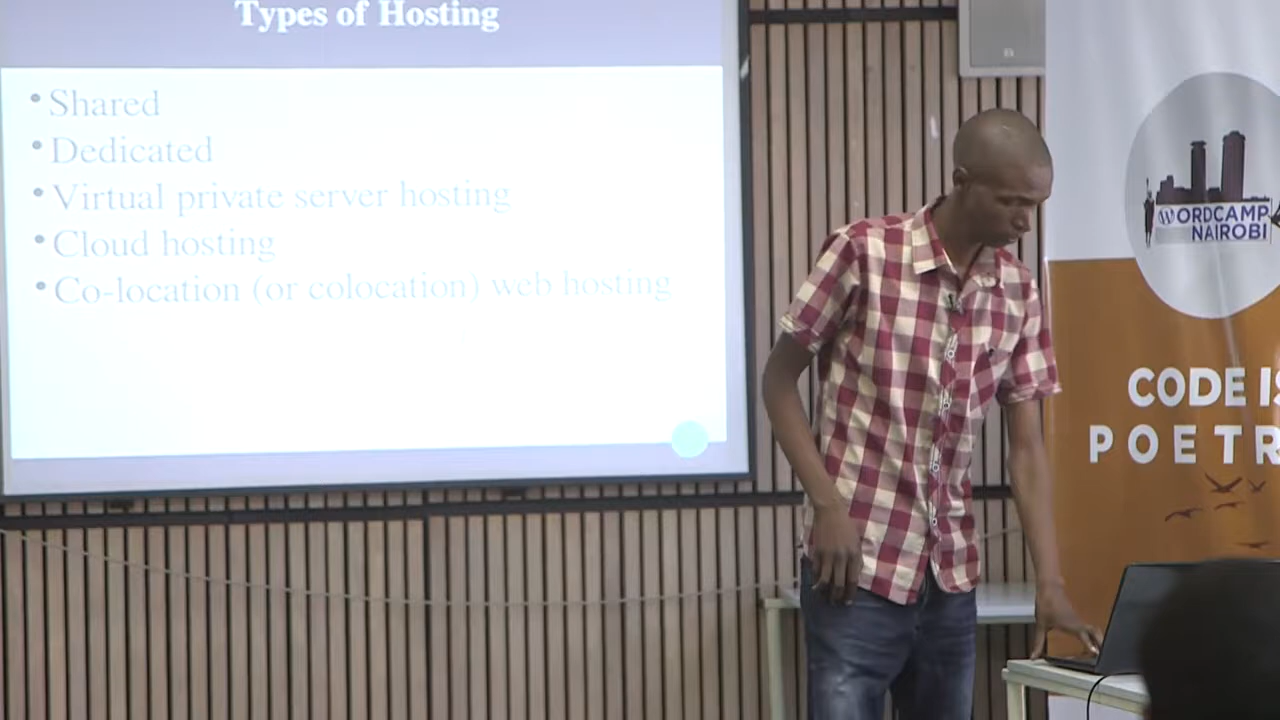 Types of Hosting
• Shared
• Dedicated
• Virtual private server hosting
• Cloud hosting
• Co-location (or colocation) web hosting
WORDCAMP
NAIROBI
CODE IS
POETR